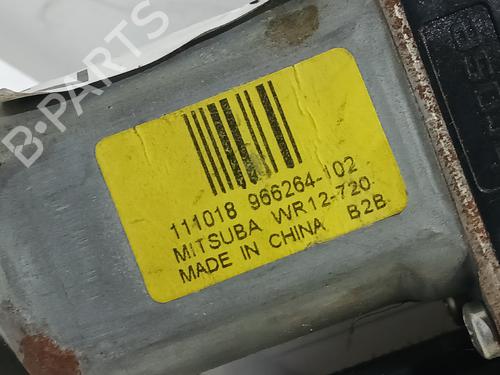 B-PARTS
111018 966264-102
MITSUBA WR12-720
MADE IN CHINA B2B